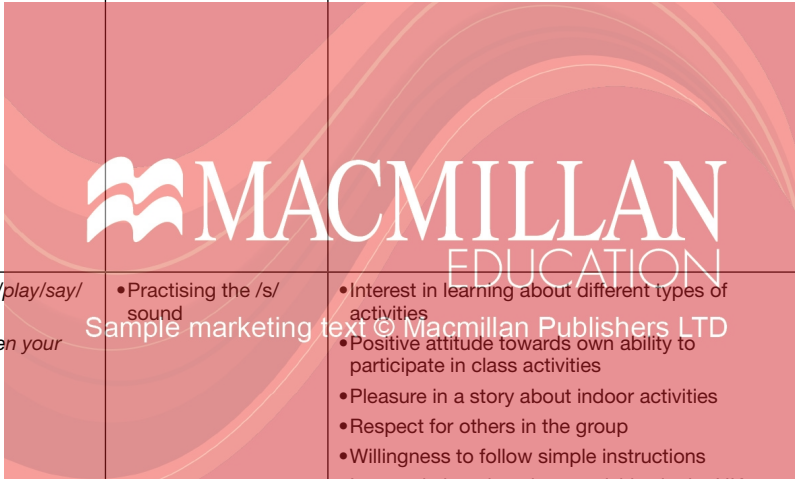 MACMILLAN
EDUCATION
Sample marketing text © Macmillan Publishers LTD
/play/say/
en your
•Practising the /s/
sound
•Interest in learning about different types of
activities
•Positive attitude towards own ability to
participate in class activities
•Pleasure in a story about indoor activities
•Respect for others in the group
•Willingness to follow simple instructions